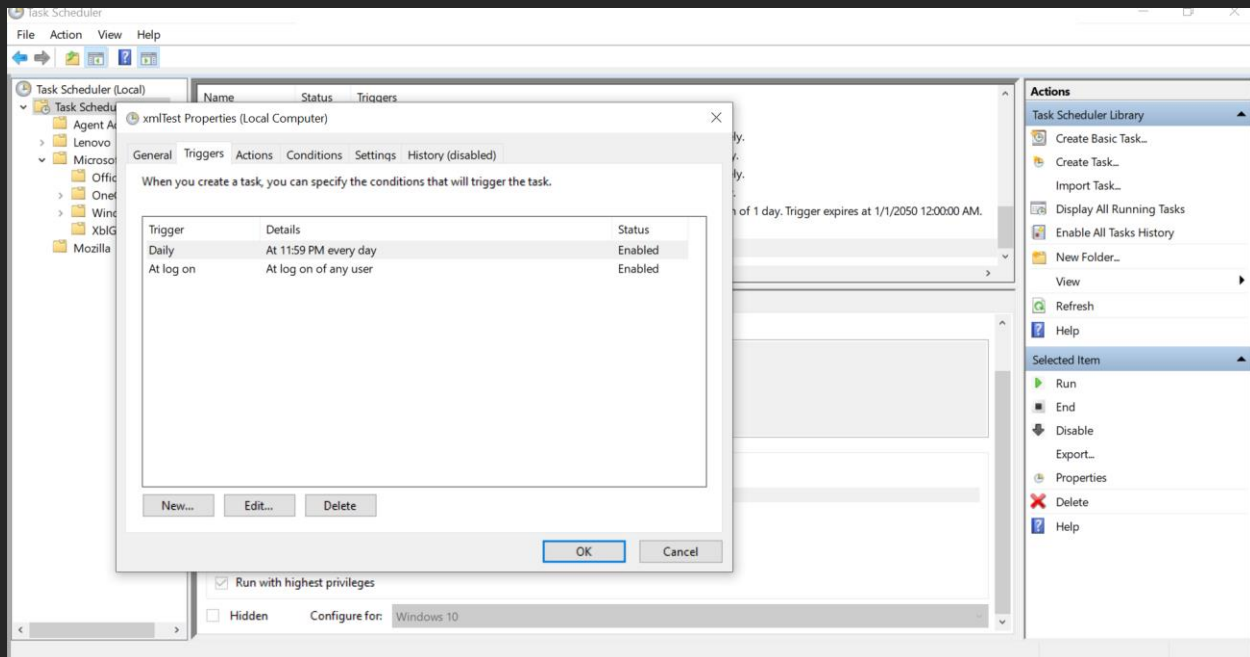 Task Scheduler
File Action View Help
Task Scheduler (Local)
Task Schedu
Agent Ac
Lenovo
Microsof
Offic
One
Wind
XblG
Mozilla
Name Status Triggers
ly.
y.
ly.
n of 1 day. Trigger expires at 1/1/2050 12:00:00 AM.
xmlTest Properties (Local Computer)
General Triggers Actions Conditions Settings History (disabled)
When you create a task, you can specify the conditions that will trigger the task.
Trigger Details Status
Daily At 11:59 PM every day Enabled
At log on At log on of any user Enabled
New... Edit... Delete
OK Cancel
Run with highest privileges
Hidden Configure for: Windows 10
Actions
Task Scheduler Library
Create Basic Task...
Create Task...
Import Task...
Display All Running Tasks
Enable All Tasks History
New Folder...
View
Refresh
Help
Selected Item
Run
End
Disable
Export...
Properties
Delete
Help